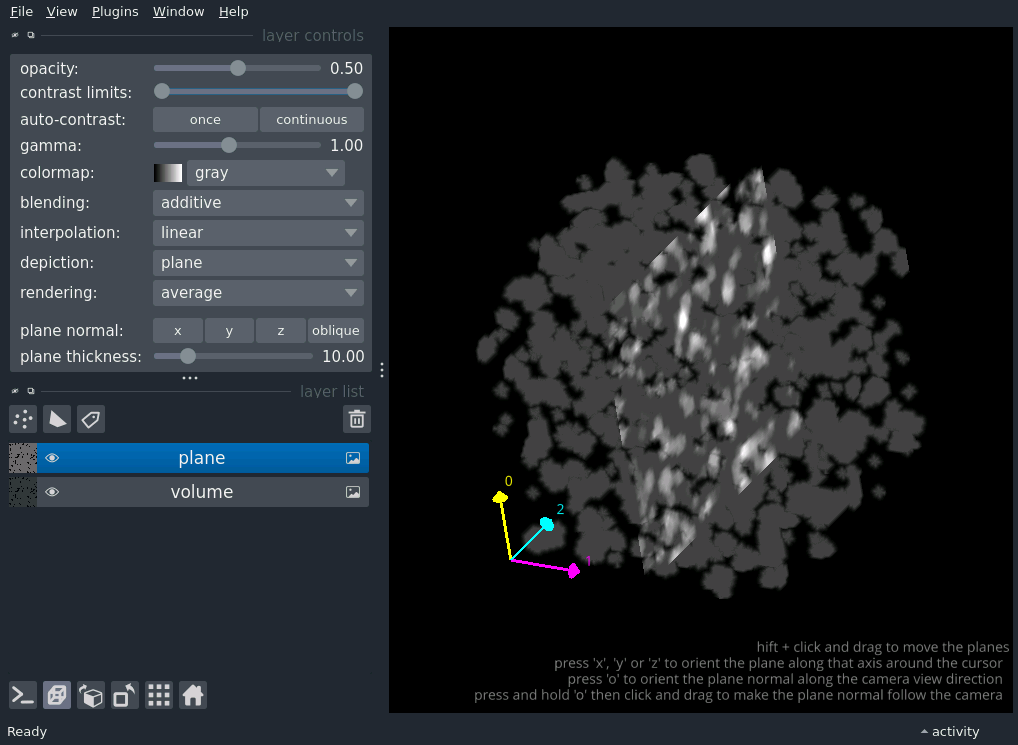 File View Plugins Window Help
layer controls
opacity: 0.50
contrast limits:
auto-contrast: once continuous
gamma: 1.00
colormap: gray
blending: additive
interpolation: linear
depiction: plane
rendering: average
plane normal: x y z oblique
plane thickness: 10.00
layer list
plane
volume
0
2
1
hift + click and drag to move the planes
press 'x', 'y' or 'z' to orient the plane along that axis around the cursor
press 'o' to orient the plane normal along the camera view direction
press and hold 'o' then click and drag to make the plane normal follow the camera
Ready activity